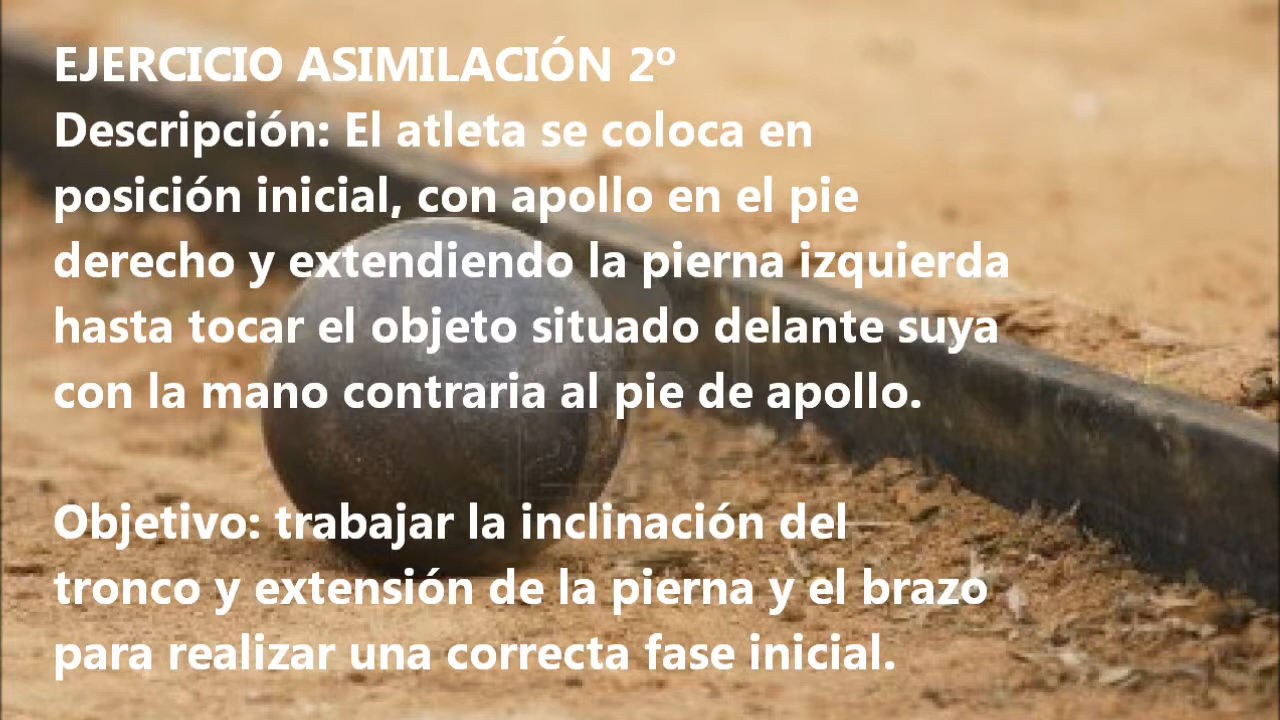 EJERCICIO ASIMILACIÓN 2º
Descripción: El atleta se coloca en
posición inicial, con apollo en el pie
derecho y extendiendo la pierna izquierda
hasta tocar el objeto situado delante suya
con la mano contraria al pie de apollo.
Objetivo: trabajar la inclinación del
tronco y extensión de la pierna y el brazo
para realizar una correcta fase inicial.